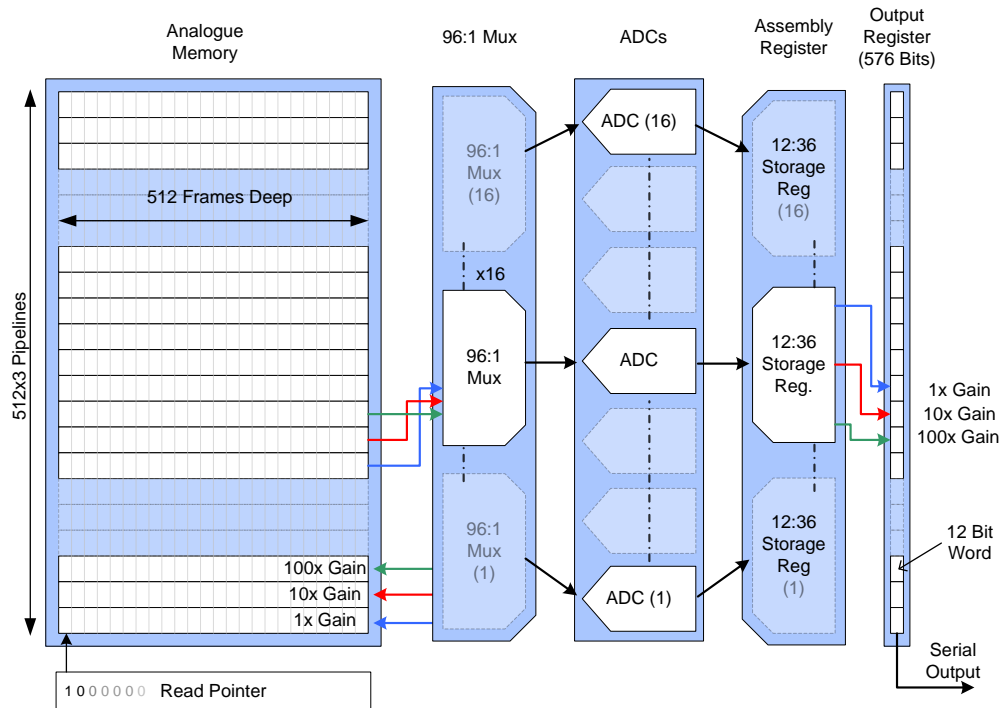 Analogue
Memory
96:1 Mux
ADCs
Assembly
Register
Output
Register
(576 Bits)
512x3 Pipelines
512 Frames Deep
96:1
Mux
(16)
x16
96:1
Mux
96:1
Mux
(1)
ADC (16)
ADC
ADC (1)
12:36
Storage
Reg
(16)
12:36
Storage
Reg.
12:36
Storage
Reg
(1)
1x Gain
10x Gain
100x Gain
12 Bit
Word
100x Gain
10x Gain
1x Gain
Serial
Output
1 0 0 0 0 0 0 0 Read Pointer